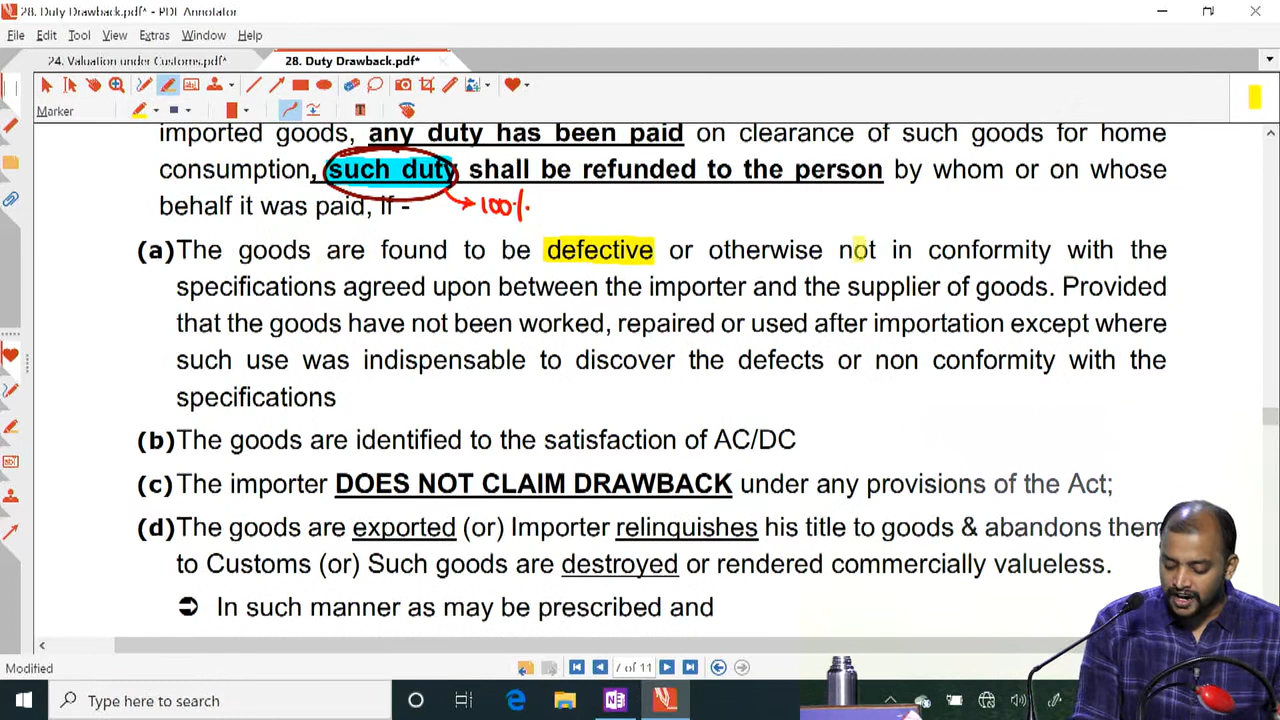 28. Duty Drawback.pdf* - PDF Annotator
File Edit Tool View Extras Window Help
24. Valuation under Customs.pdf* 28. Duty Drawback.pdf*
Marker
imported goods, any duty has been paid on clearance of such goods for home
consumption, such duty shall be refunded to the person by whom or on whose
behalf it was paid, If -
100%
(a) The goods are found to be defective or otherwise not in conformity with the
specifications agreed upon between the importer and the supplier of goods. Provided
that the goods have not been worked, repaired or used after importation except where
such use was indispensable to discover the defects or non conformity with the
specifications
(b) The goods are identified to the satisfaction of AC/DC
(c) The importer DOES NOT CLAIM DRAWBACK under any provisions of the Act;
(d) The goods are exported (or) Importer relinquishes his title to goods & abandons them
to Customs (or) Such goods are destroyed or rendered commercially valueless.
In such manner as may be prescribed and
Modified 7 of 11
Type here to search